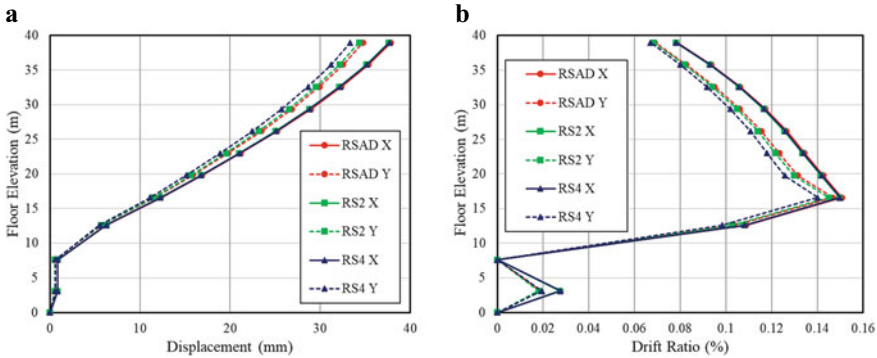 a
40
35
30
25
20
15
10
5
0
Floor Elevation (m)
0 10 20 30 40
Displacement (mm)
RSAD X
RSAD Y
RS2 X
RS2 Y
RS4 X
RS4 Y
b
40
35
30
25
20
15
10
5
0
Floor Elevation (m)
0 0.02 0.04 0.06 0.08 0.1 0.12 0.14 0.16
Drift Ratio (%)
RSAD X
RSAD Y
RS2 X
RS2 Y
RS4 X
RS4 Y